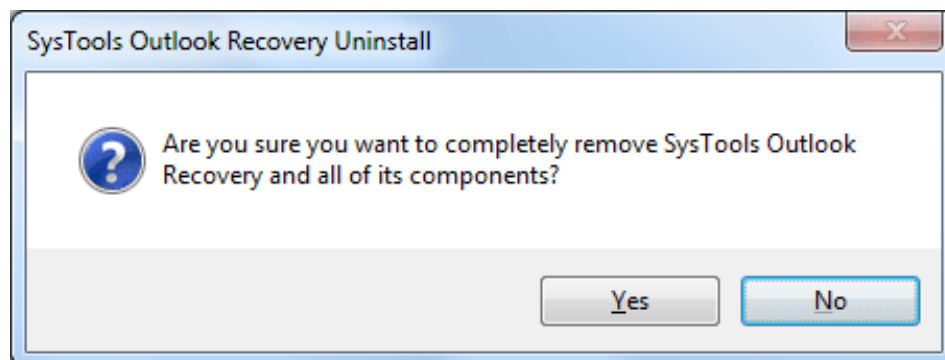 SysTools Outlook Recovery Uninstall
Are you sure you want to completely remove SysTools Outlook
Recovery and all of its components?
Yes
No